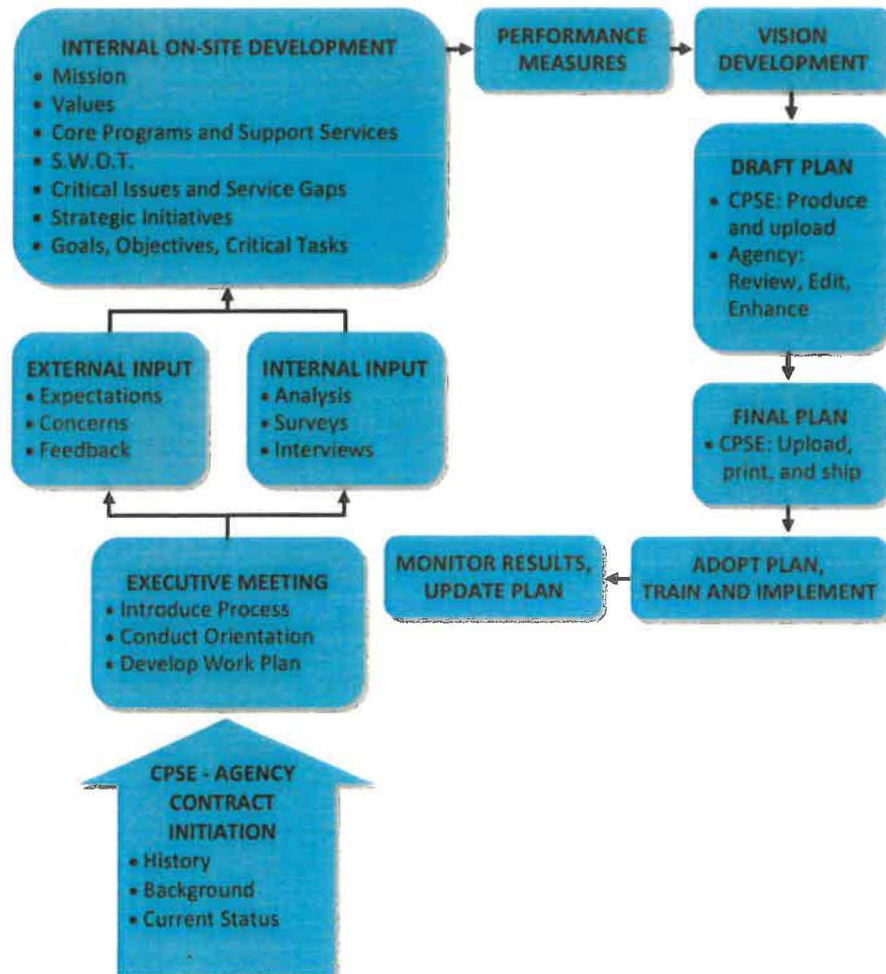 INTERNAL ON-SITE DEVELOPMENT
• Mission
• Values
• Core Programs and Support Services
• S.W.O.T.
• Critical Issues and Service Gaps
• Strategic Initiatives
• Goals, Objectives, Critical Tasks
PERFORMANCE
MEASURES
VISION
DEVELOPMENT
DRAFT PLAN
• CPSE: Produce
and upload
• Agency:
Review, Edit,
Enhance
EXTERNAL INPUT
• Expectations
• Concerns
• Feedback
INTERNAL INPUT
• Analysis
• Surveys
• Interviews
FINAL PLAN
• CPSE: Upload,
print, and ship
EXECUTIVE MEETING
• Introduce Process
• Conduct Orientation
• Develop Work Plan
MONITOR RESULTS,
UPDATE PLAN
ADOPT PLAN,
TRAIN AND IMPLEMENT
CPSE - AGENCY
CONTRACT
INITIATION
• History
• Background
• Current Status